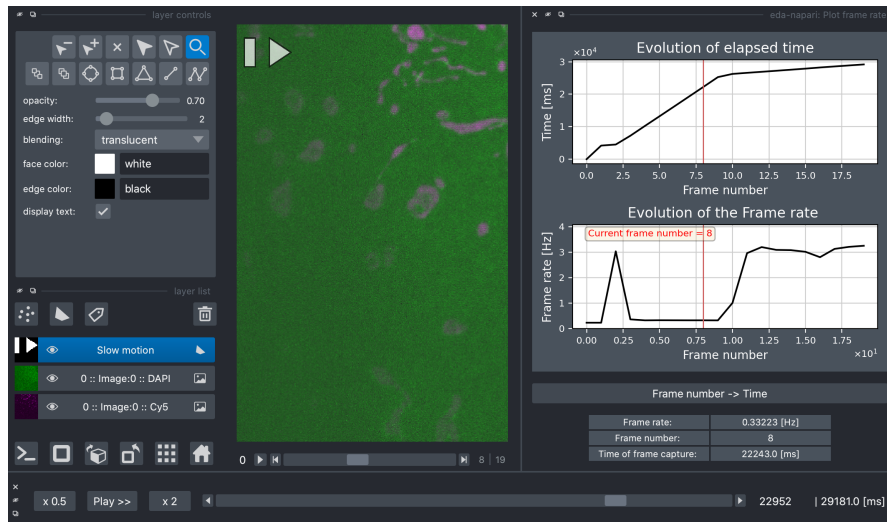 layer controls
opacity:
0.70
edge width:
2
blending:
translucent
face color:
white
edge color:
black
display text:
layer list
Slow motion
0 :: Image:0 :: DAPI
0 :: Image:0 :: Cy5
0
8 | 19
eda-napari: Plot frame rate
Evolution of elapsed time
×10⁴
3
2
1
0
Time [ms]
0.0 2.5 5.0 7.5 10.0 12.5 15.0 17.5
Frame number
Evolution of the Frame rate
4
3
2
1
0
Frame rate [Hz]
Current frame number = 8
0.00 0.25 0.50 0.75 1.00 1.25 1.50 1.75
Frame number
×10¹
Frame number -> Time
Frame rate: 0.33223 [Hz]
Frame number: 8
Time of frame capture: 22243.0 [ms]
x 0.5
Play >>
x 2
22952 | 29181.0 [ms]